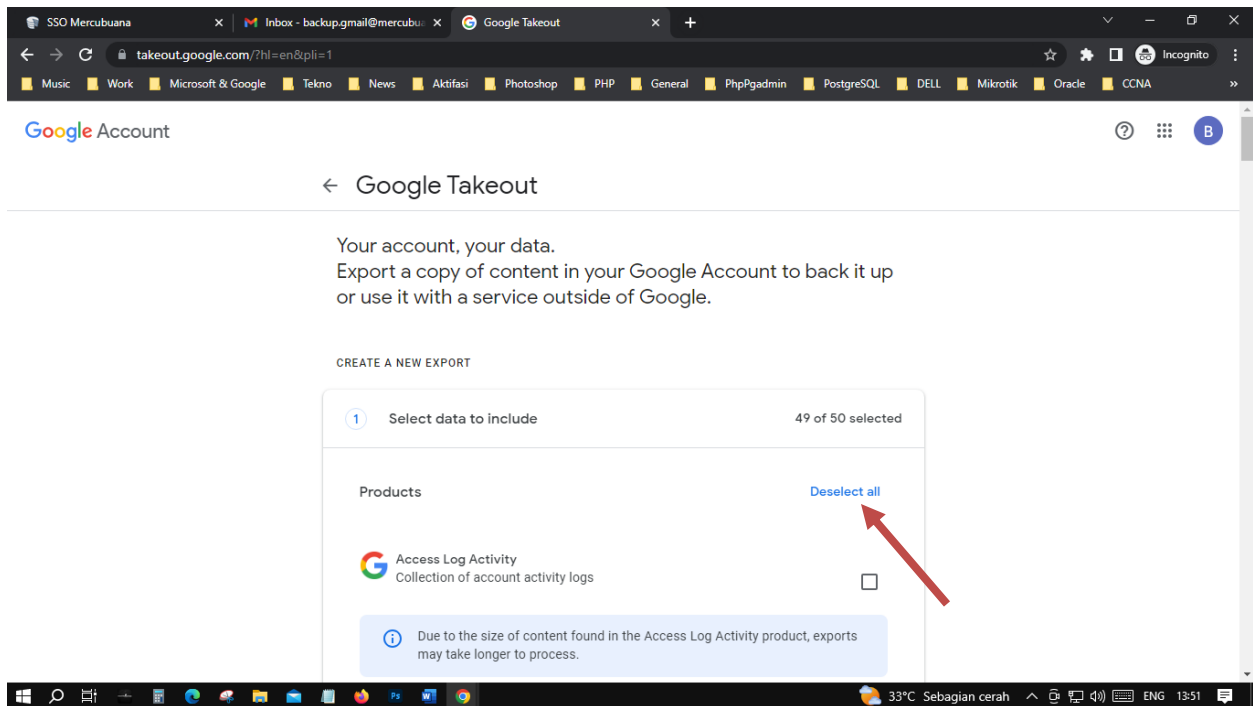 SSO Mercubuana
Inbox - backup.gmail@mercubua
Google Takeout
takeout.google.com/?hl=en&pli=1
Incognito
Music Work Microsoft & Google Tekno News Aktifasi Photoshop PHP General PhpPgadmin PostgreSQL DELL Mikrotik Oracle CCNA »
Google Account
B
Google Takeout
Your account, your data.
Export a copy of content in your Google Account to back it up
or use it with a service outside of Google.
CREATE A NEW EXPORT
1 Select data to include 49 of 50 selected
Products Deselect all
Access Log Activity
Collection of account activity logs
Due to the size of content found in the Access Log Activity product, exports
may take longer to process.
Ps W
33°C Sebagian cerah ENG 13:51